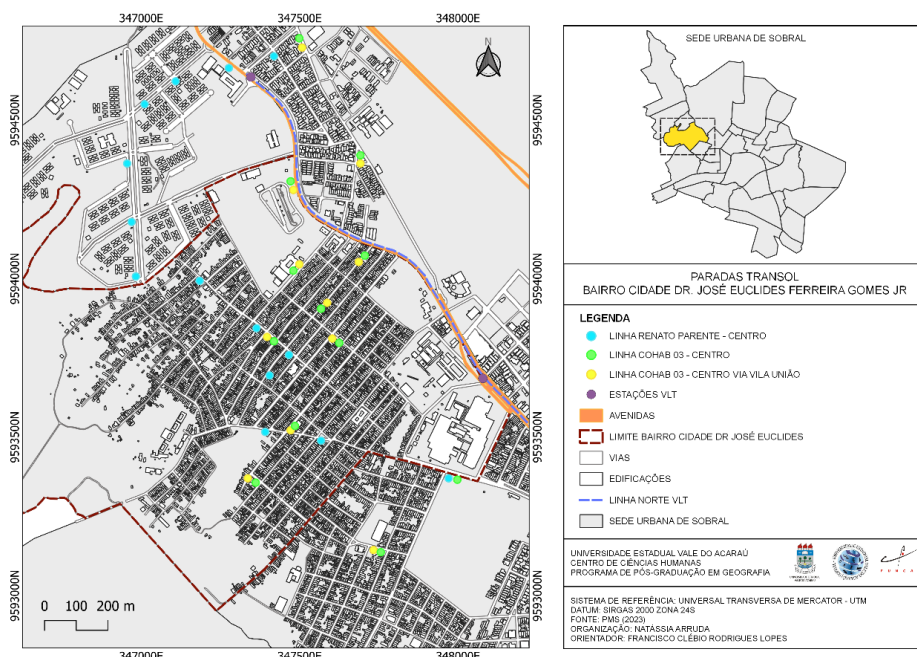 347000E 347500E 348000E
9594500N 9594500N
9594000N 9594000N
9593500N 9593500N
9593000N 9593000N
N
0 100 200 m
347000E 347500E 348000E
SEDE URBANA DE SOBRAL
PARADAS TRANSOL
BAIRRO CIDADE DR. JOSÉ EUCLIDES FERREIRA GOMES JR
LEGENDA
LINHA RENATO PARENTE - CENTRO
LINHA COHAB 03 - CENTRO
LINHA COHAB 03 - CENTRO VIA VILA UNIÃO
ESTAÇÕES VLT
AVENIDAS
LIMITE BAIRRO CIDADE DR JOSÉ EUCLIDES
VIAS
EDIFICAÇÕES
LINHA NORTE VLT
SEDE URBANA DE SOBRAL
UNIVERSIDADE ESTADUAL VALE DO ACARAÚ
CENTRO DE CIÊNCIAS HUMANAS
PROGRAMA DE PÓS-GRADUAÇÃO EM GEOGRAFIA
SISTEMA DE REFERÊNCIA: UNIVERSAL TRANSVERSA DE MERCATOR - UTM
DATUM: SIRGAS 2000 ZONA 24S
FONTE: PMS (2023)
ORGANIZAÇÃO: NATÁSSIA ARRUDA
ORIENTADOR: FRANCISCO CLÉBIO RODRIGUES LOPES